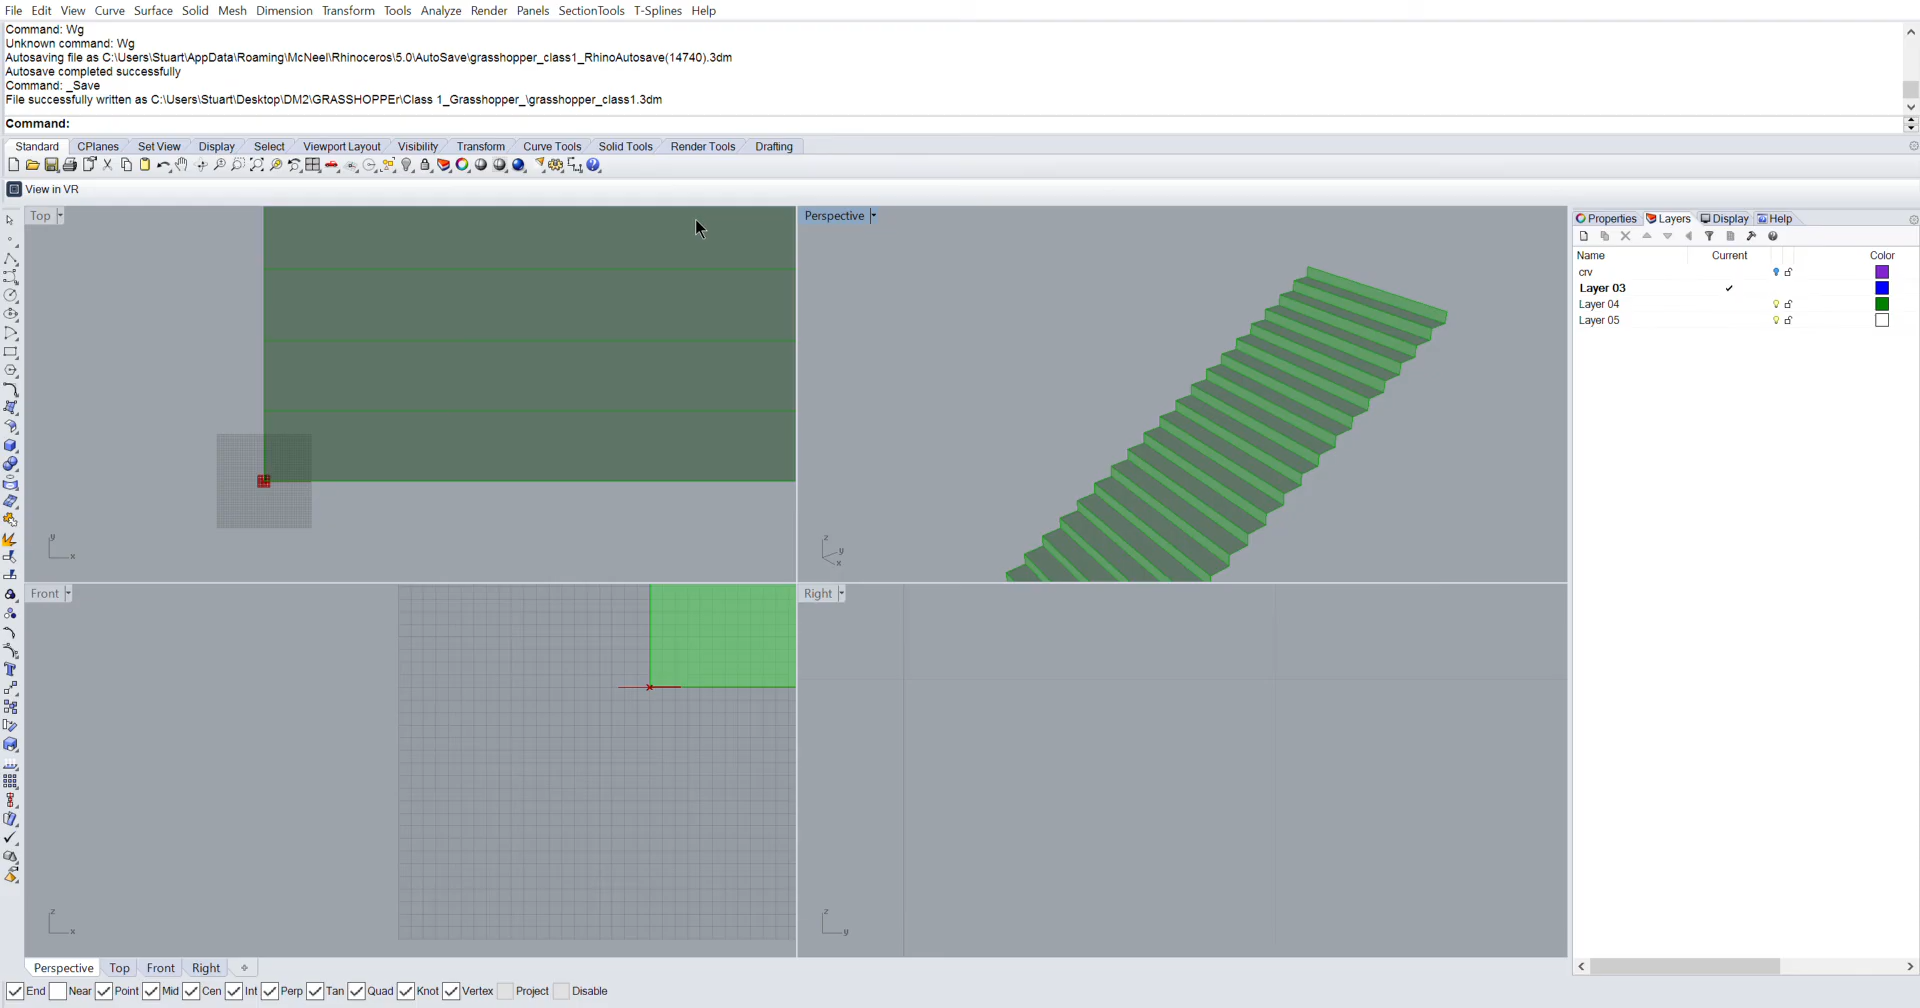 File Edit View Curve Surface Solid Mesh Dimension Transform Tools Analyze Render Panels SectionTools T-Splines Help
Command: Wg
Unknown command: Wg
Autosaving file as C:\Users\Stuart\AppData\Roaming\McNeel\Rhinoceros\5.0\AutoSave\grasshopper_class1_RhinoAutosave(14740).3dm
Autosave completed successfully
Command: _Save
File successfully written as C:\Users\Stuart\Desktop\DM2\GRASSHOPPEr\Class 1_Grasshopper_\grasshopper_class1.3dm
Command:
Standard CPlanes Set View Display Select Viewport Layout Visibility Transform Curve Tools Solid Tools Render Tools Drafting
View in VR
Top Perspective
Properties Layers Display Help
Name Current Color
crv
Layer 03
Layer 04
Layer 05
y x
z y x
Front Right
z x
z y
Perspective Top Front Right
End Near Point Mid Cen Int Perp Tan Quad Knot Vertex Project Disable